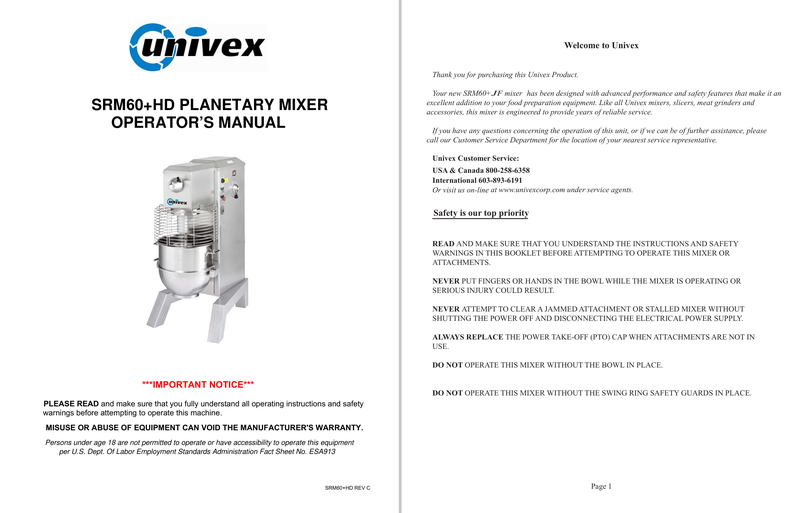 univex
SRM60+HD PLANETARY MIXER
OPERATOR'S MANUAL
univex
***IMPORTANT NOTICE***
PLEASE READ and make sure that you fully understand all operating instructions and safety
warnings before attempting to operate this machine.
MISUSE OR ABUSE OF EQUIPMENT CAN VOID THE MANUFACTURER'S WARRANTY.
Persons under age 18 are not permitted to operate or have accessibility to operate this equipment
per U.S. Dept. Of Labor Employment Standards Administration Fact Sheet No. ESA913
SRM60+HD REV C
Welcome to Univex
Thank you for purchasing this Univex Product.
Your new SRM60+ JF mixer has been designed with advanced performance and safety features that make it an
excellent addition to your food preparation equipment. Like all Univex mixers, slicers, meat grinders and
accessories, this mixer is engineered to provide years of reliable service.
If you have any questions concerning the operation of this unit, or if we can be of further assistance, please
call our Customer Service Department for the location of your nearest service representative.
Univex Customer Service:
USA & Canada 800-258-6358
International 603-893-6191
Or visit us on-line at www.univexcorp.com under service agents.
Safety is our top priority
READ AND MAKE SURE THAT YOU UNDERSTAND THE INSTRUCTIONS AND SAFETY
WARNINGS IN THIS BOOKLET BEFORE ATTEMPTING TO OPERATE THIS MIXER OR
ATTACHMENTS.
NEVER PUT FINGERS OR HANDS IN THE BOWL WHILE THE MIXER IS OPERATING OR
SERIOUS INJURY COULD RESULT.
NEVER ATTEMPT TO CLEAR A JAMMED ATTACHMENT OR STALLED MIXER WITHOUT
SHUTTING THE POWER OFF AND DISCONNECTING THE ELECTRICAL POWER SUPPLY.
ALWAYS REPLACE THE POWER TAKE-OFF (PTO) CAP WHEN ATTACHMENTS ARE NOT IN
USE.
DO NOT OPERATE THIS MIXER WITHOUT THE BOWL IN PLACE.
DO NOT OPERATE THIS MIXER WITHOUT THE SWING RING SAFETY GUARDS IN PLACE.
Page 1